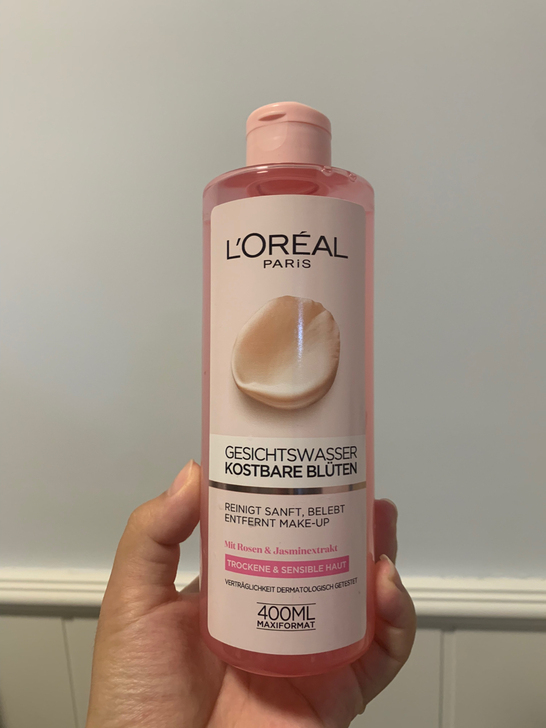 L'ORÉAL
PARiS
GESICHTSWASSER
KOSTBARE BLÜTEN
REINIGT SANFT, BELEBT
ENTFERNT MAKE-UP
Mit Rosen & Jasminextrakt
TROCKENE & SENSIBLE HAUT
VERTRÄGLICHKEIT DERMATOLOGISCH GETESTET
400ML
MAXIFORMAT